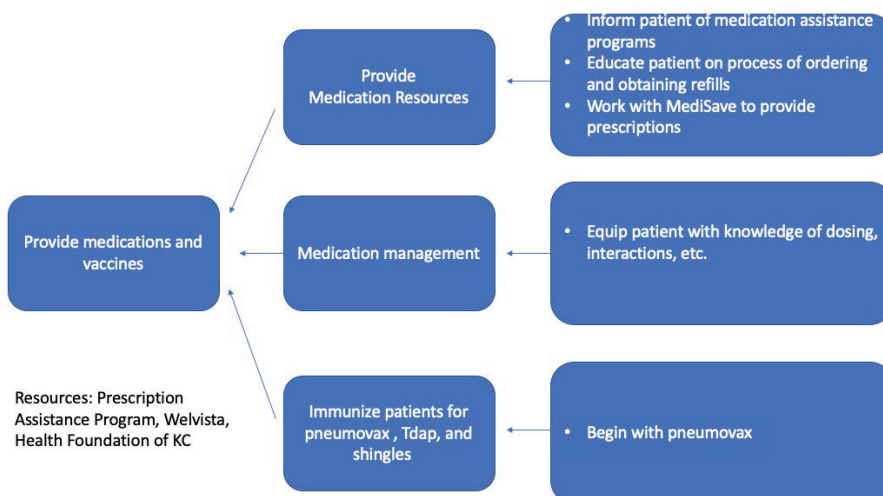 • Inform patient of medication assistance
programs
• Educate patient on process of ordering
and obtaining refills
• Work with MediSave to provide
prescriptions
Provide
Medication Resources
Provide medications and
vaccines
Medication management
• Equip patient with knowledge of dosing,
interactions, etc.
Resources: Prescription
Assistance Program, Welvista,
Health Foundation of KC
Immunize patients for
pneumovax , Tdap, and
shingles
• Begin with pneumovax